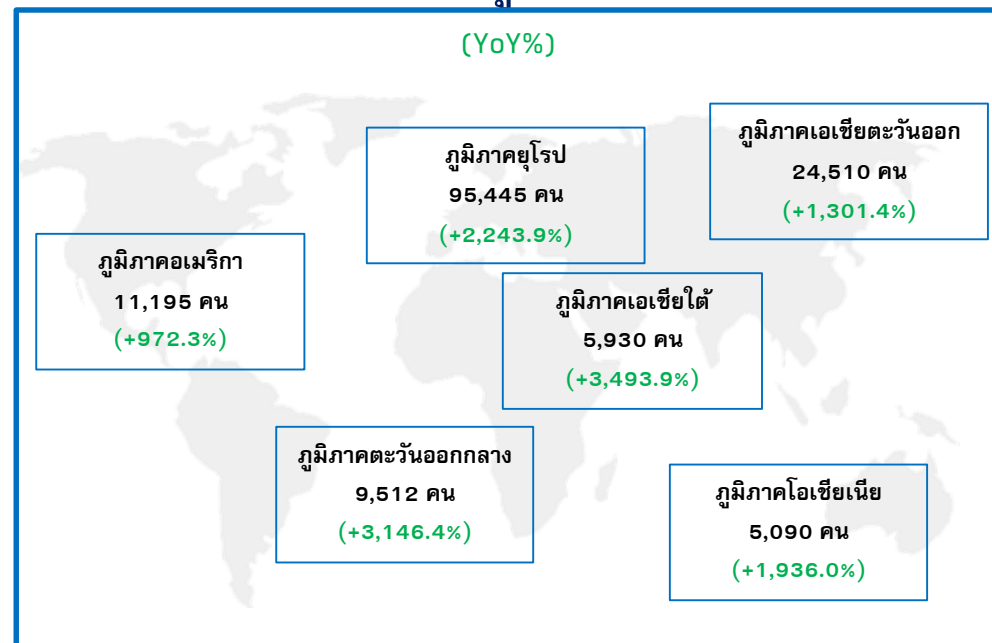 (YoY%)
ภูมิภาคเอเชียตะวันออก
24,510 คน
(+1,301.4%)
ภูมิภาคยุโรป
95,445 คน
(+2,243.9%)
ภูมิภาคอเมริกา
11,195 คน
(+972.3%)
ภูมิภาคเอเชียใต้
5,930 คน
(+3,493.9%)
ภูมิภาคตะวันออกกลาง
9,512 คน
(+3,146.4%)
ภูมิภาคโอเชียเนีย
5,090 คน
(+1,936.0%)